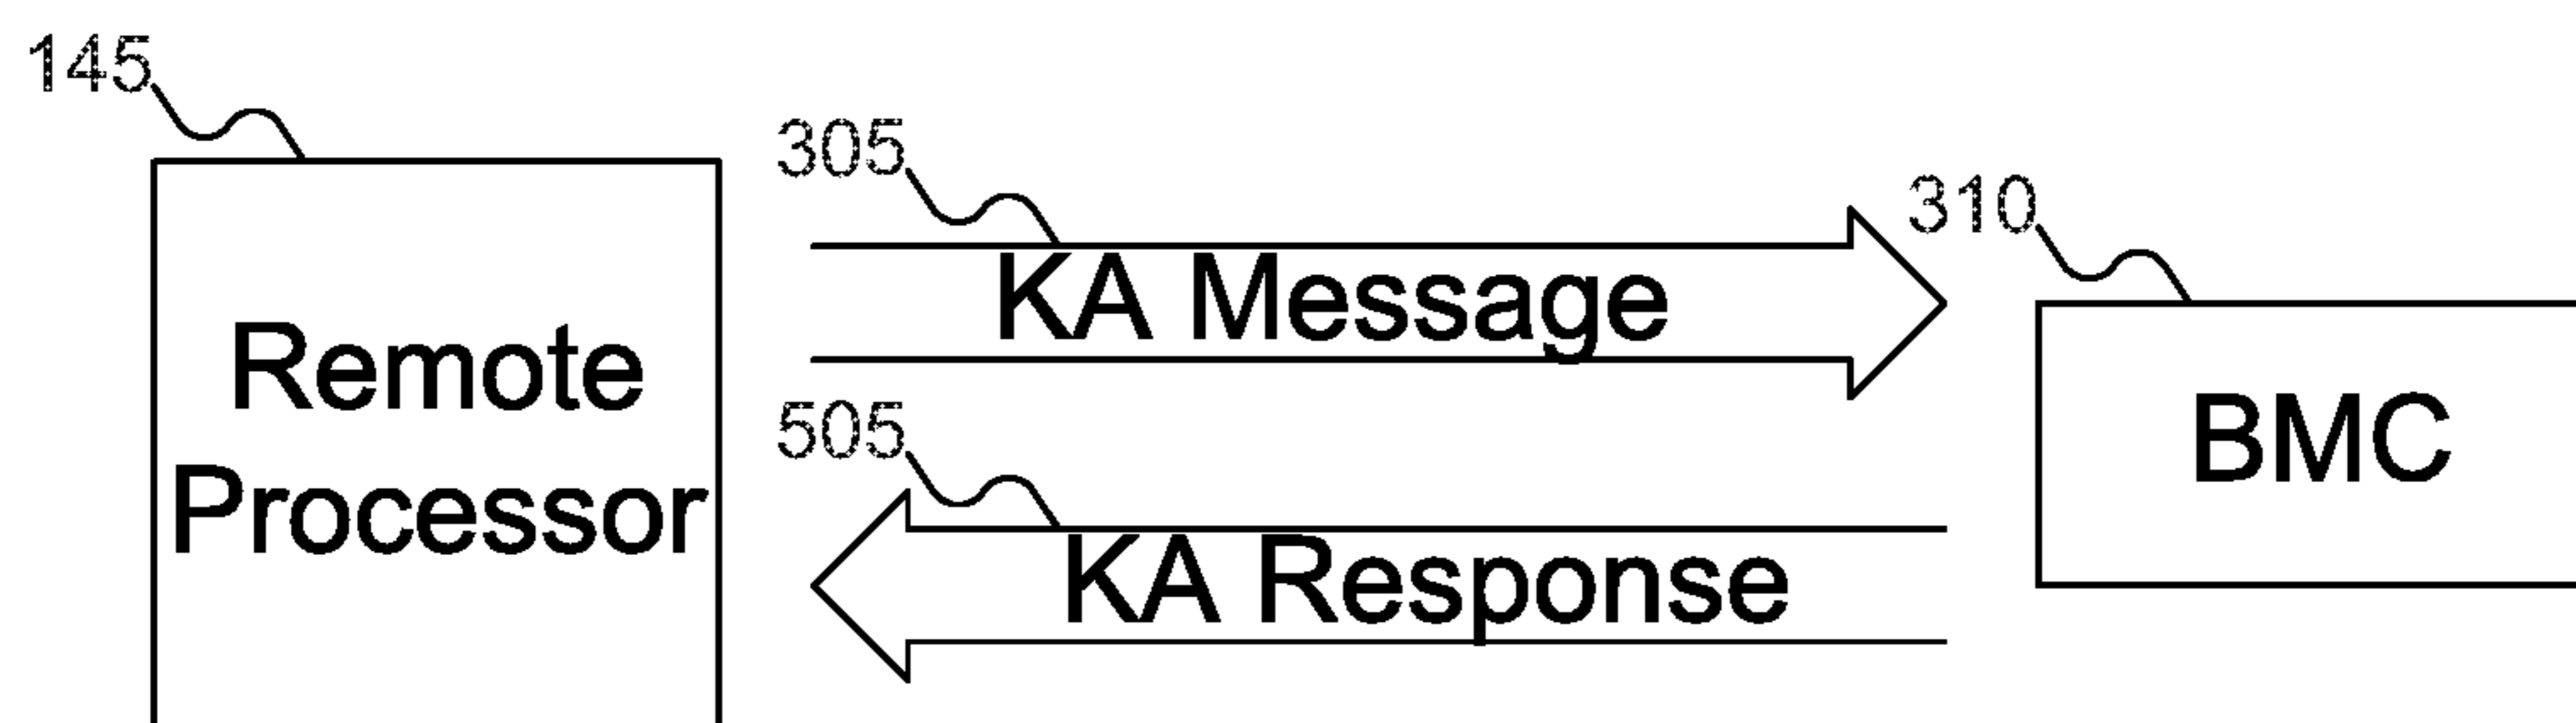 145
305
310
KA Message
Remote
Processor
505
BMC
KA Response